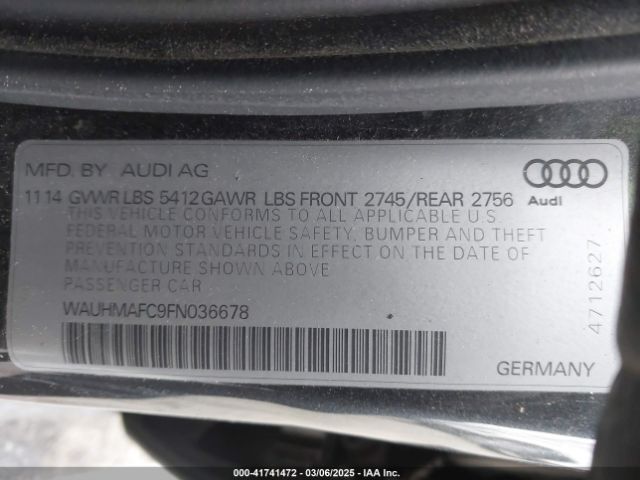 MFD. BY AUDI AG
1114 GVWR LBS 5412 GAWR LBS FRONT 2745/REAR 2756
Audi
THIS VEHICLE CONFORMS TO ALL APPLICABLE U.S.
FEDERAL MOTOR VEHICLE SAFETY, BUMPER AND THEFT
PREVENTION STANDARDS IN EFFECT ON THE DATE OF
MANUFACTURE SHOWN ABOVE
PASSENGER CAR
WAUHMAFC9FN036678
4712627
GERMANY
000-41741472 — 03/06/2025 — IAA Inc.